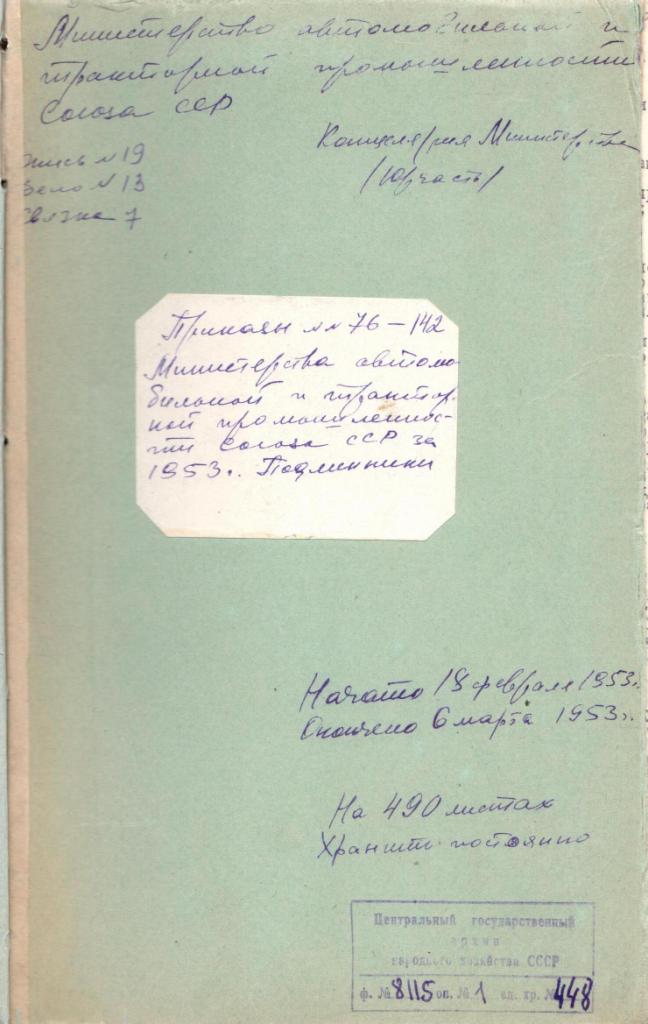 Министерство автомобильной и
тракторной промышленности
Союза ССР
Канцелярия Министерства
(Юрчасть)
пись № 19
Дело № 13
Связка 7
Приказы №№ 76 – 142
Министерства автомо
бильной и трактор
ной промышленнос-
ти Союза ССР за
1953 г. Подлинники
Начато 18 февраля 1953 г.
Окончено 6 марта 1953 г.
На 490 листах
Хранить постоянно
Центральный государственный
архив
народного хозяйства СССР
ф. № 8115 оп. № 1 ед. хр. № 448